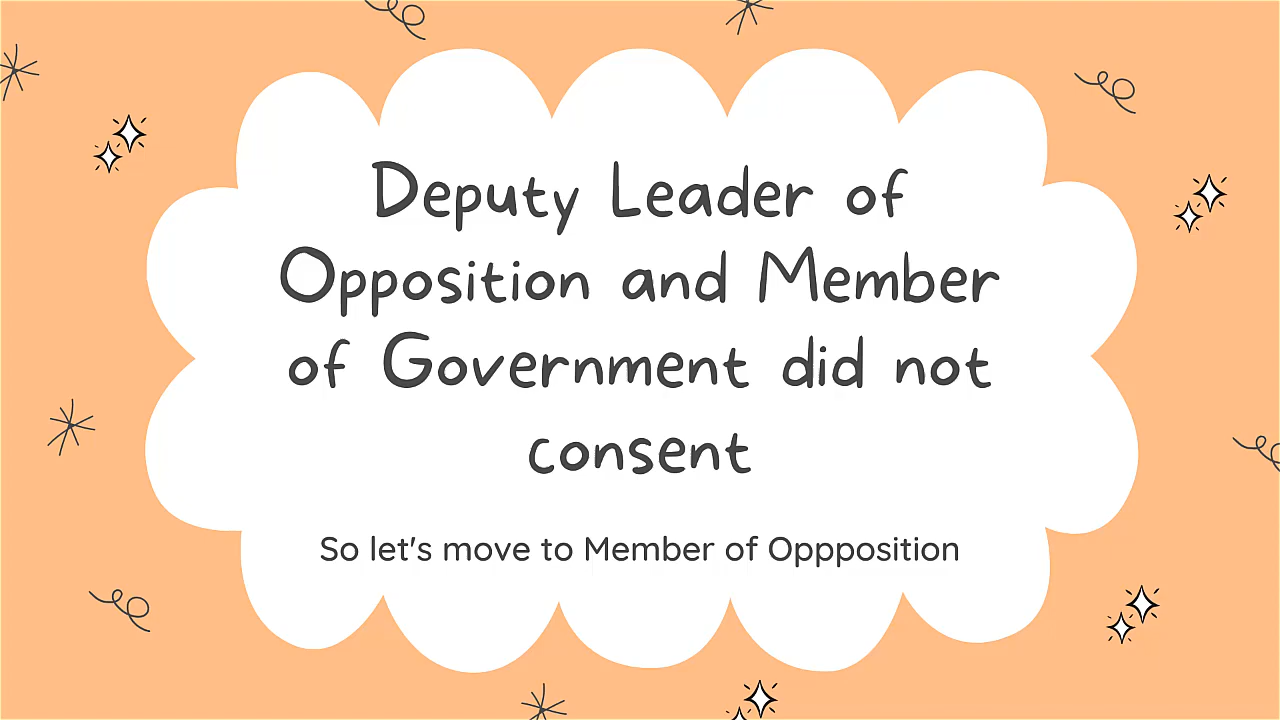 Deputy Leader of
Opposition and Member
of Government did not
consent
So let's move to Member of Oppposition